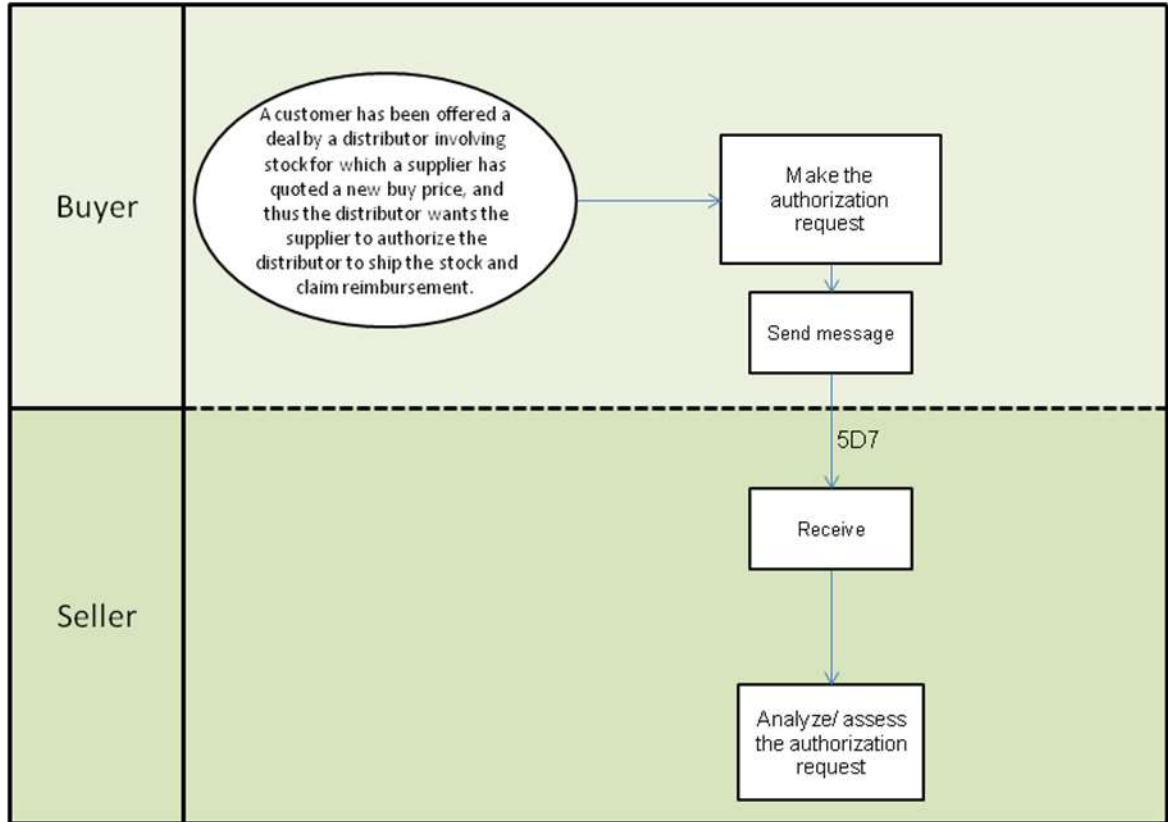 Buyer
A customer has been offered a
deal by a distributor involving
stock for which a supplier has
quoted a new buy price, and
thus the distributor wants the
supplier to authorize the
distributor to ship the stock and
claim reimbursement.
Make the
authorization
request
Send message
5D7
Seller
Receive
Analyze/ assess
the authorization
request